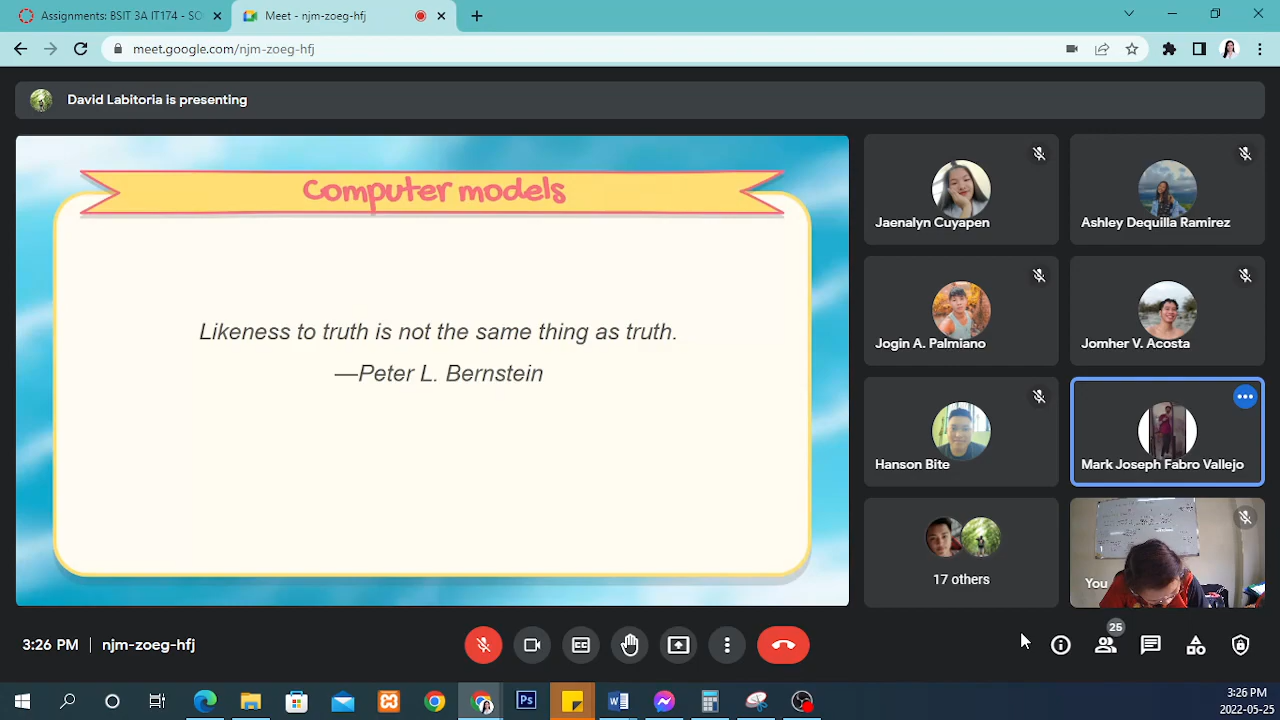 Assignments: BSIT 3A IT174 - SO
Meet - njm-zoeg-hfj
meet.google.com/njm-zoeg-hfj
David Labitoria is presenting
Computer models
Likeness to truth is not the same thing as truth.
—Peter L. Bernstein
Jaenalyn Cuyapen
Ashley Dequilla Ramirez
Jogin A. Palmiano
Jomher V. Acosta
Hanson Bite
Mark Joseph Fabro Vallejo
17 others
You
3:26 PM | njm-zoeg-hfj
25
Ps
W
3:26 PM
2022-05-25